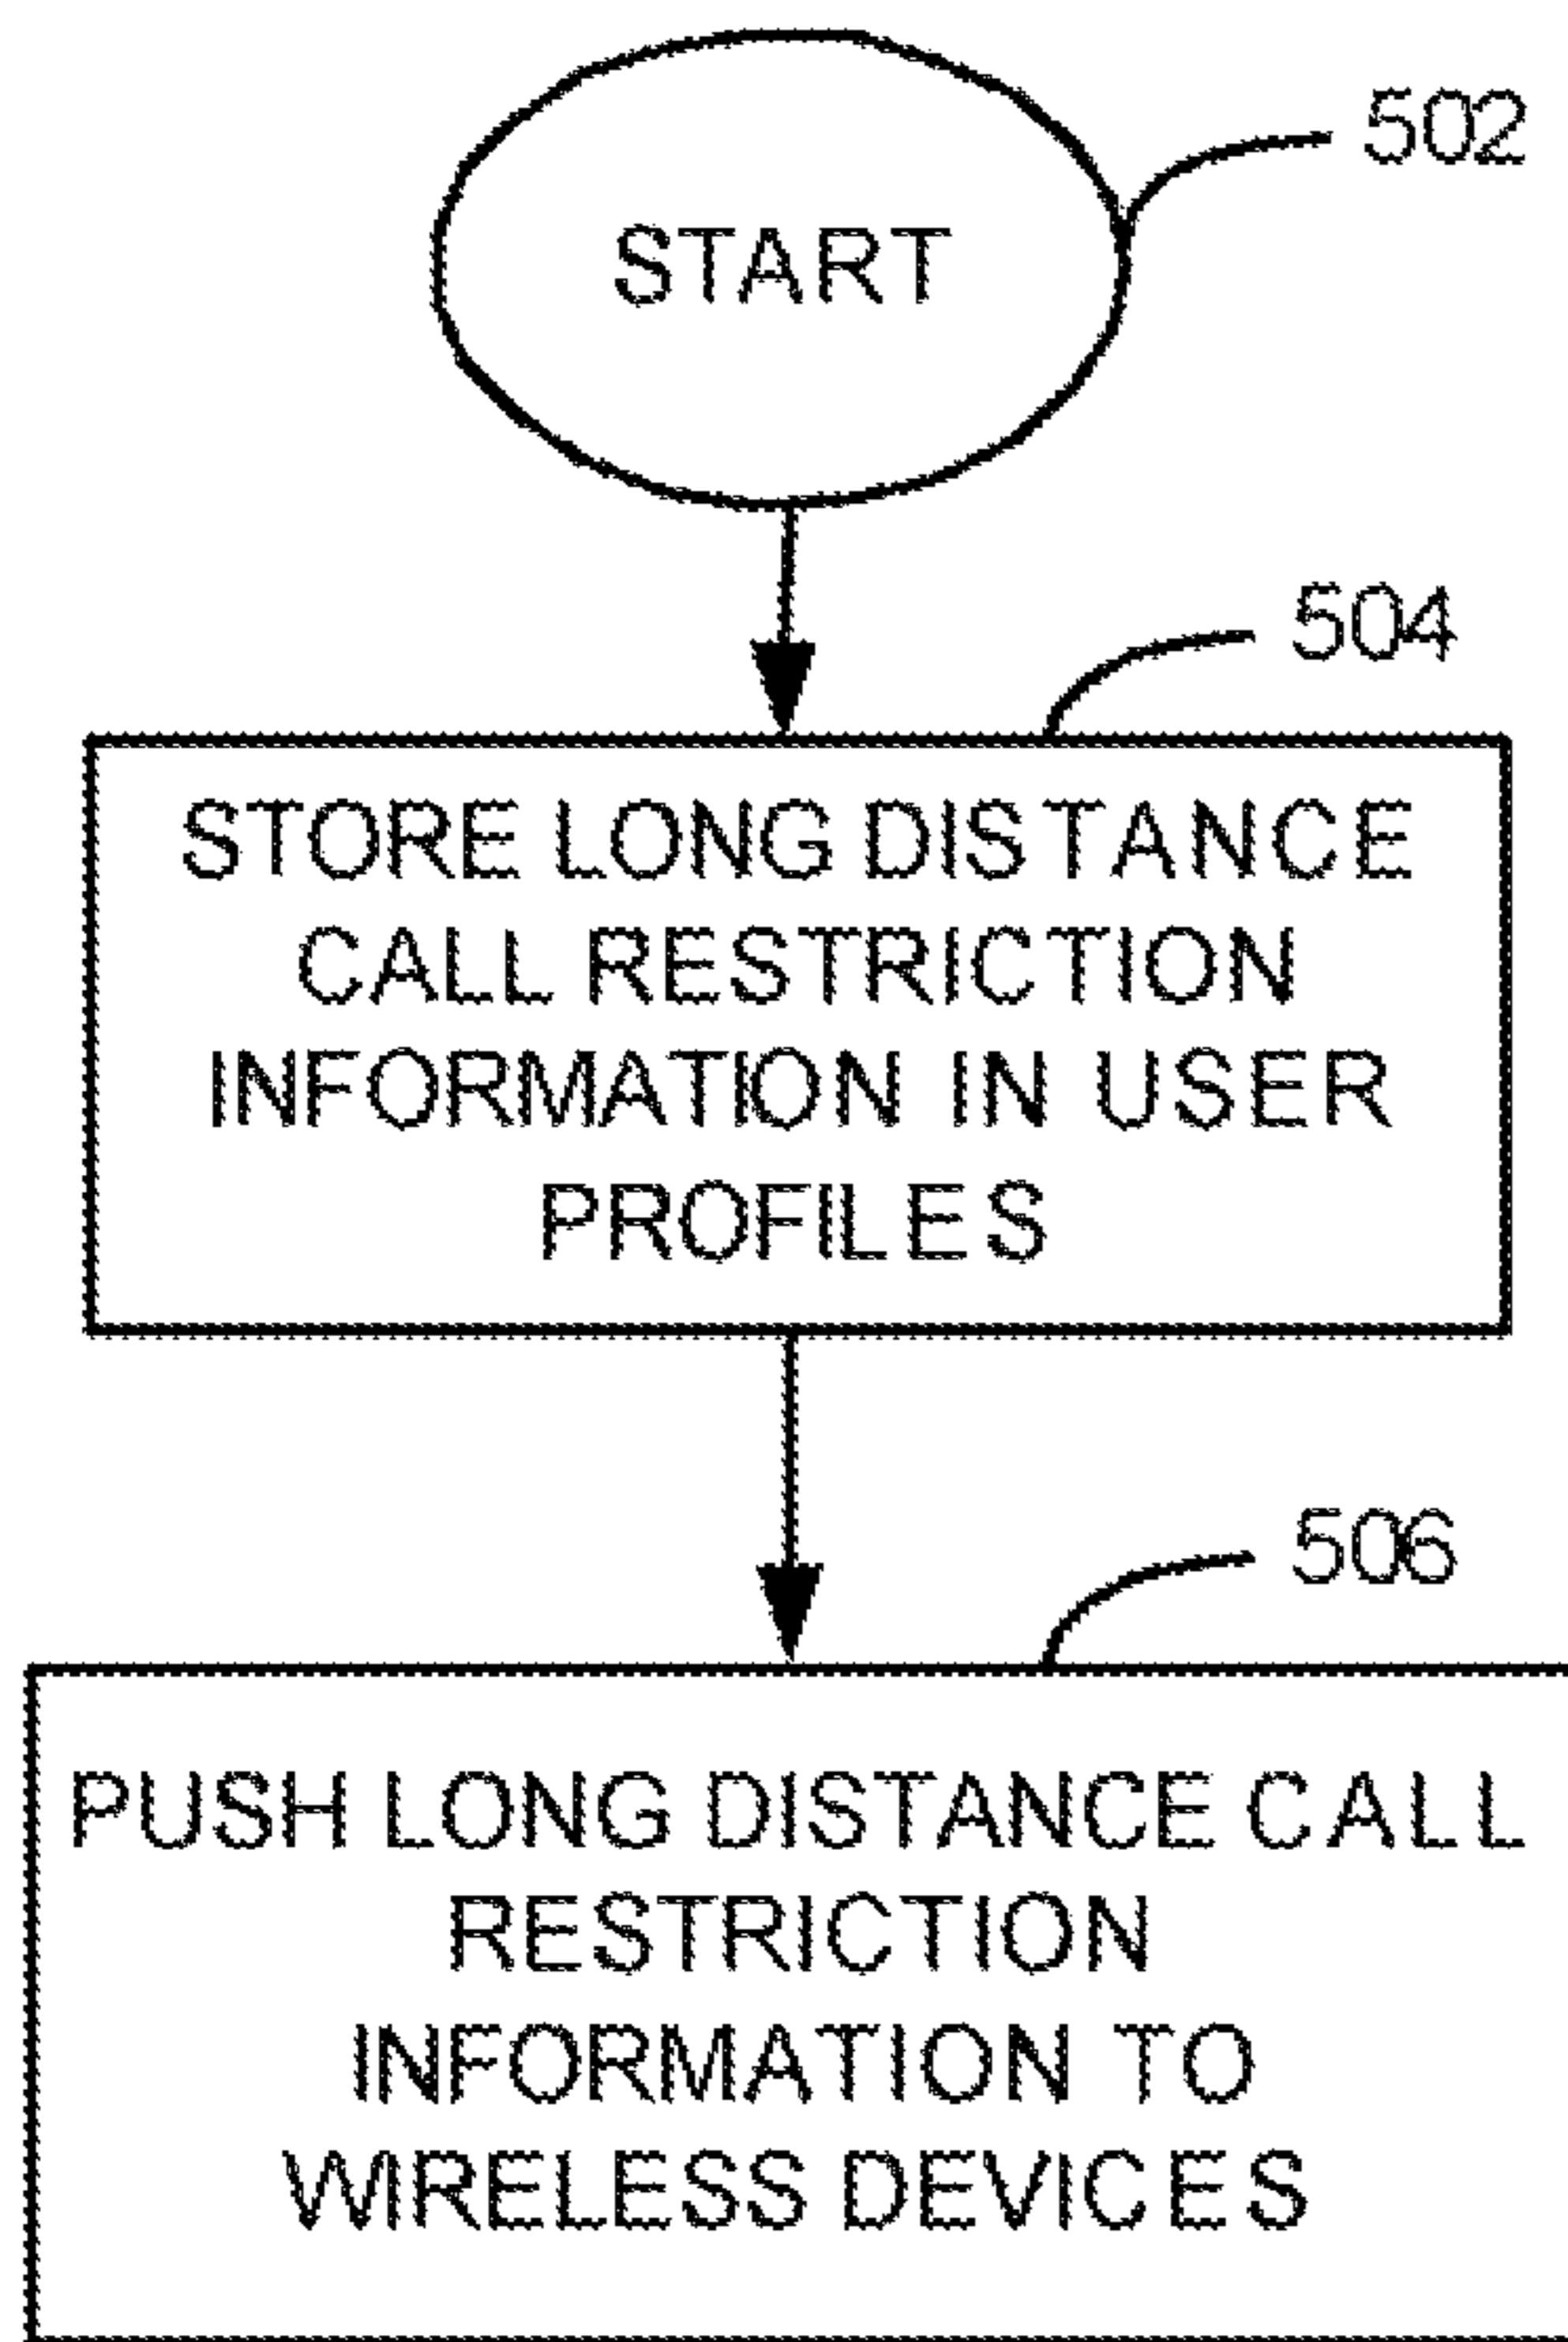 502
START
504
STORE LONG DISTANCE
CALL RESTRICTION
INFORMATION IN USER
PROFILES
506
PUSH LONG DISTANCE CALL
RESTRICTION
INFORMATION TO
WIRELESS DEVICES